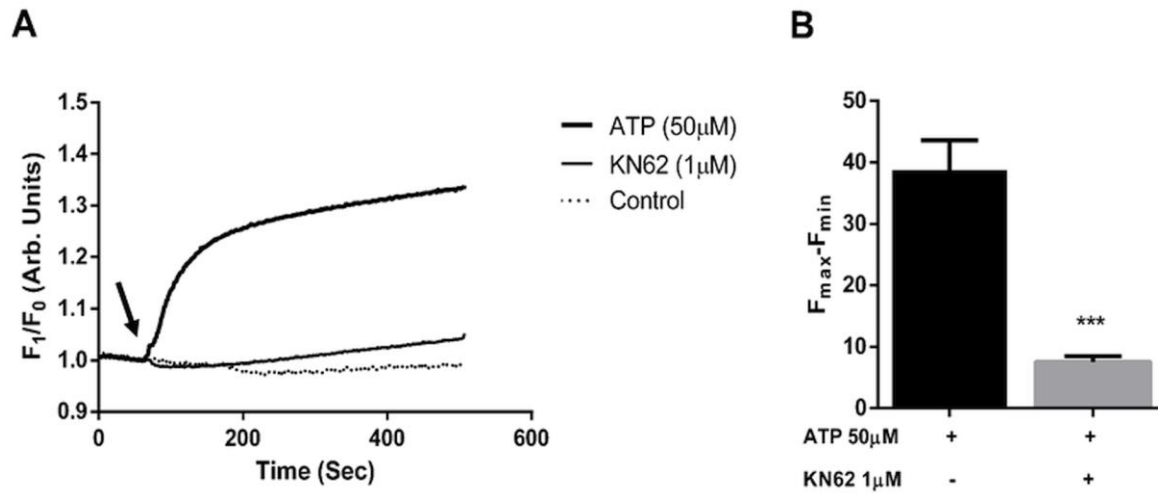 A
F1/F0 (Arb. Units)
1.5
1.4
1.3
1.2
1.1
1.0
0.9
0
200
400
600
Time (Sec)
ATP (50μM)
KN62 (1μM)
Control
B
Fmax-Fmin
50
40
30
20
10
0
***
ATP 50μM + +
KN62 1μM - +